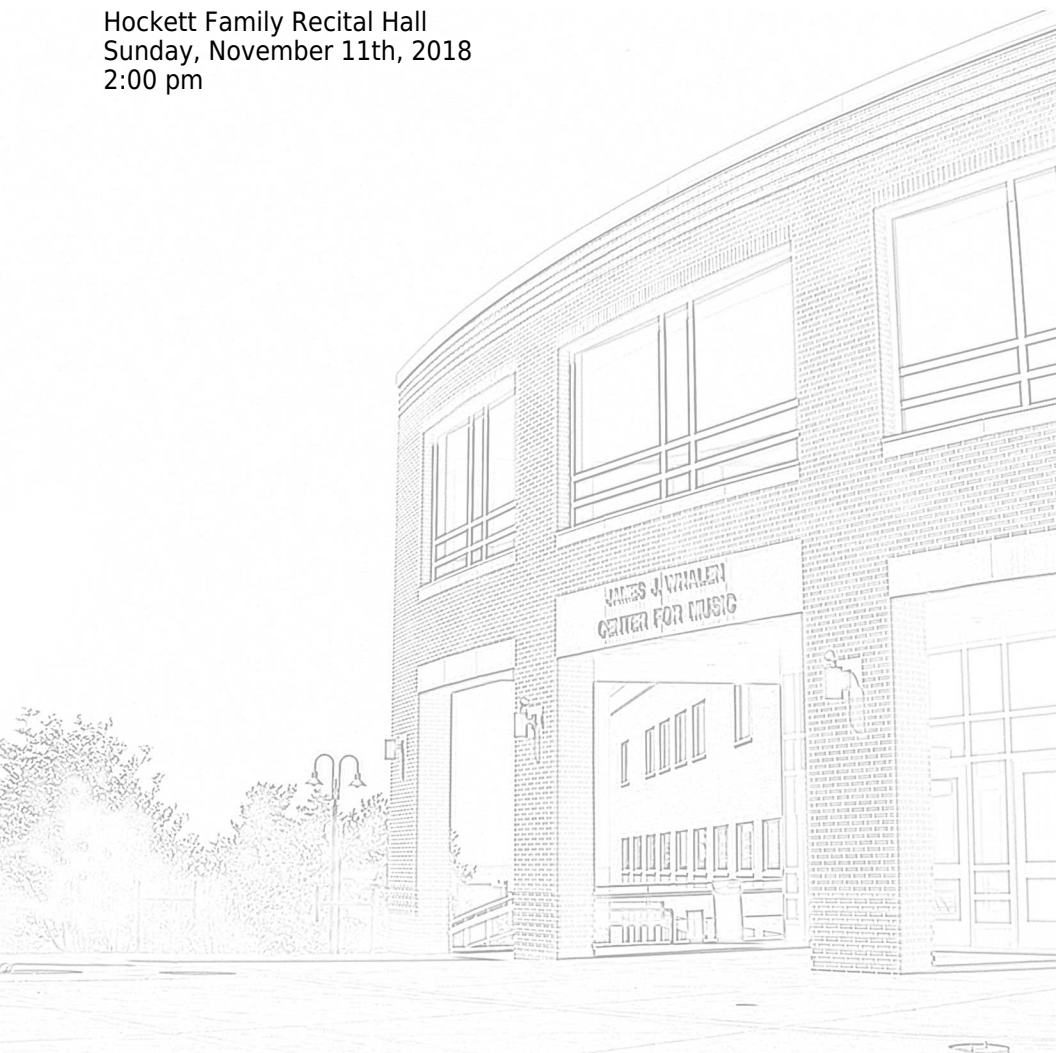 Hockett Family Recital Hall
Sunday, November 11th, 2018
2:00 pm
JAMES J. WHALEN
CENTER FOR MUSIC